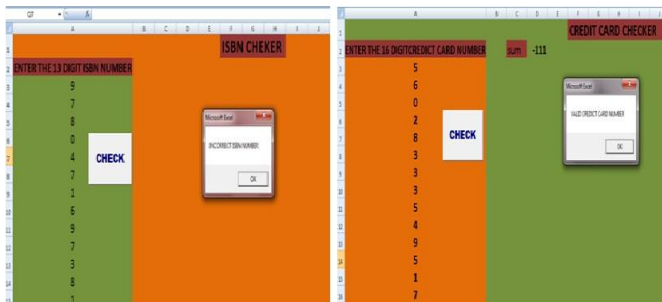 Q7
A B C D E F G H I J
ISBN CHEKER
ENTER THE 13 DIGIT ISBN NUMBER
9
7
8
0
4
7
1
6
9
7
3
8
1
CHECK
Microsoft Excel
INCORRECT ISBN NUMBER
OK
CREDIT CARD CHECKER
ENTER THE 16 DIGITCREDICT CARD NUMBER
sum -111
5
6
0
2
8
3
3
3
5
4
9
5
1
7
CHECK
Microsoft Excel
VALID CREDICT CARD NUMBER
OK